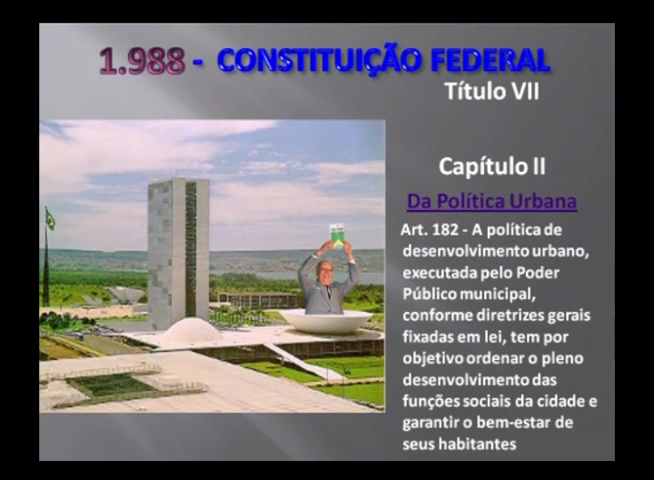 1.988 - CONSTITUIÇÃO FEDERAL
Título VII
Capítulo II
Da Política Urbana
Art. 182 - A política de
desenvolvimento urbano,
executada pelo Poder
Público municipal,
conforme diretrizes gerais
fixadas em lei, tem por
objetivo ordenar o pleno
desenvolvimento das
funções sociais da cidade e
garantir o bem-estar de
seus habitantes